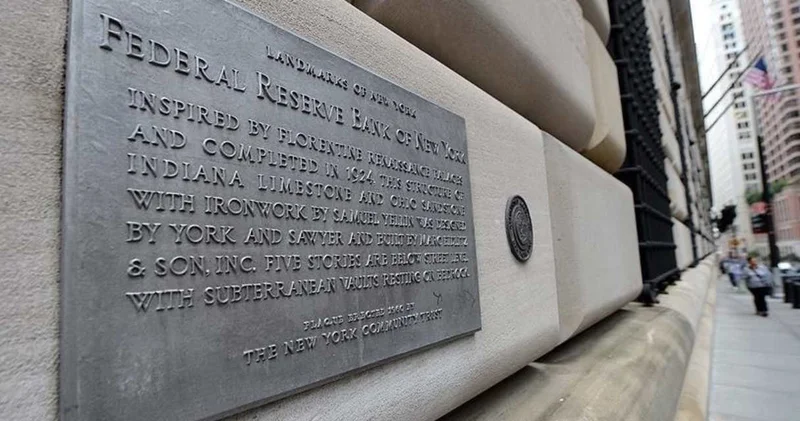 LANDMARKS OF NEW YORK
FEDERAL RESERVE BANK OF NEW YORK
INSPIRED BY FLORENTINE RENAISSANCE PALACES
AND COMPLETED IN 1924, THIS STRUCTURE OF
INDIANA LIMESTONE AND OHIO SANDSTONE
WITH IRONWORK BY SAMUEL YELLIN WAS DESIGNED
BY YORK AND SAWYER AND BUILT BY MARC EIDLITZ
& SON, INC. FIVE STORIES ARE BELOW STREET LEVEL
WITH SUBTERRANEAN VAULTS RESTING ON BEDROCK.
PLAQUE ERECTED BY
THE NEW YORK COMMUNITY TRUST